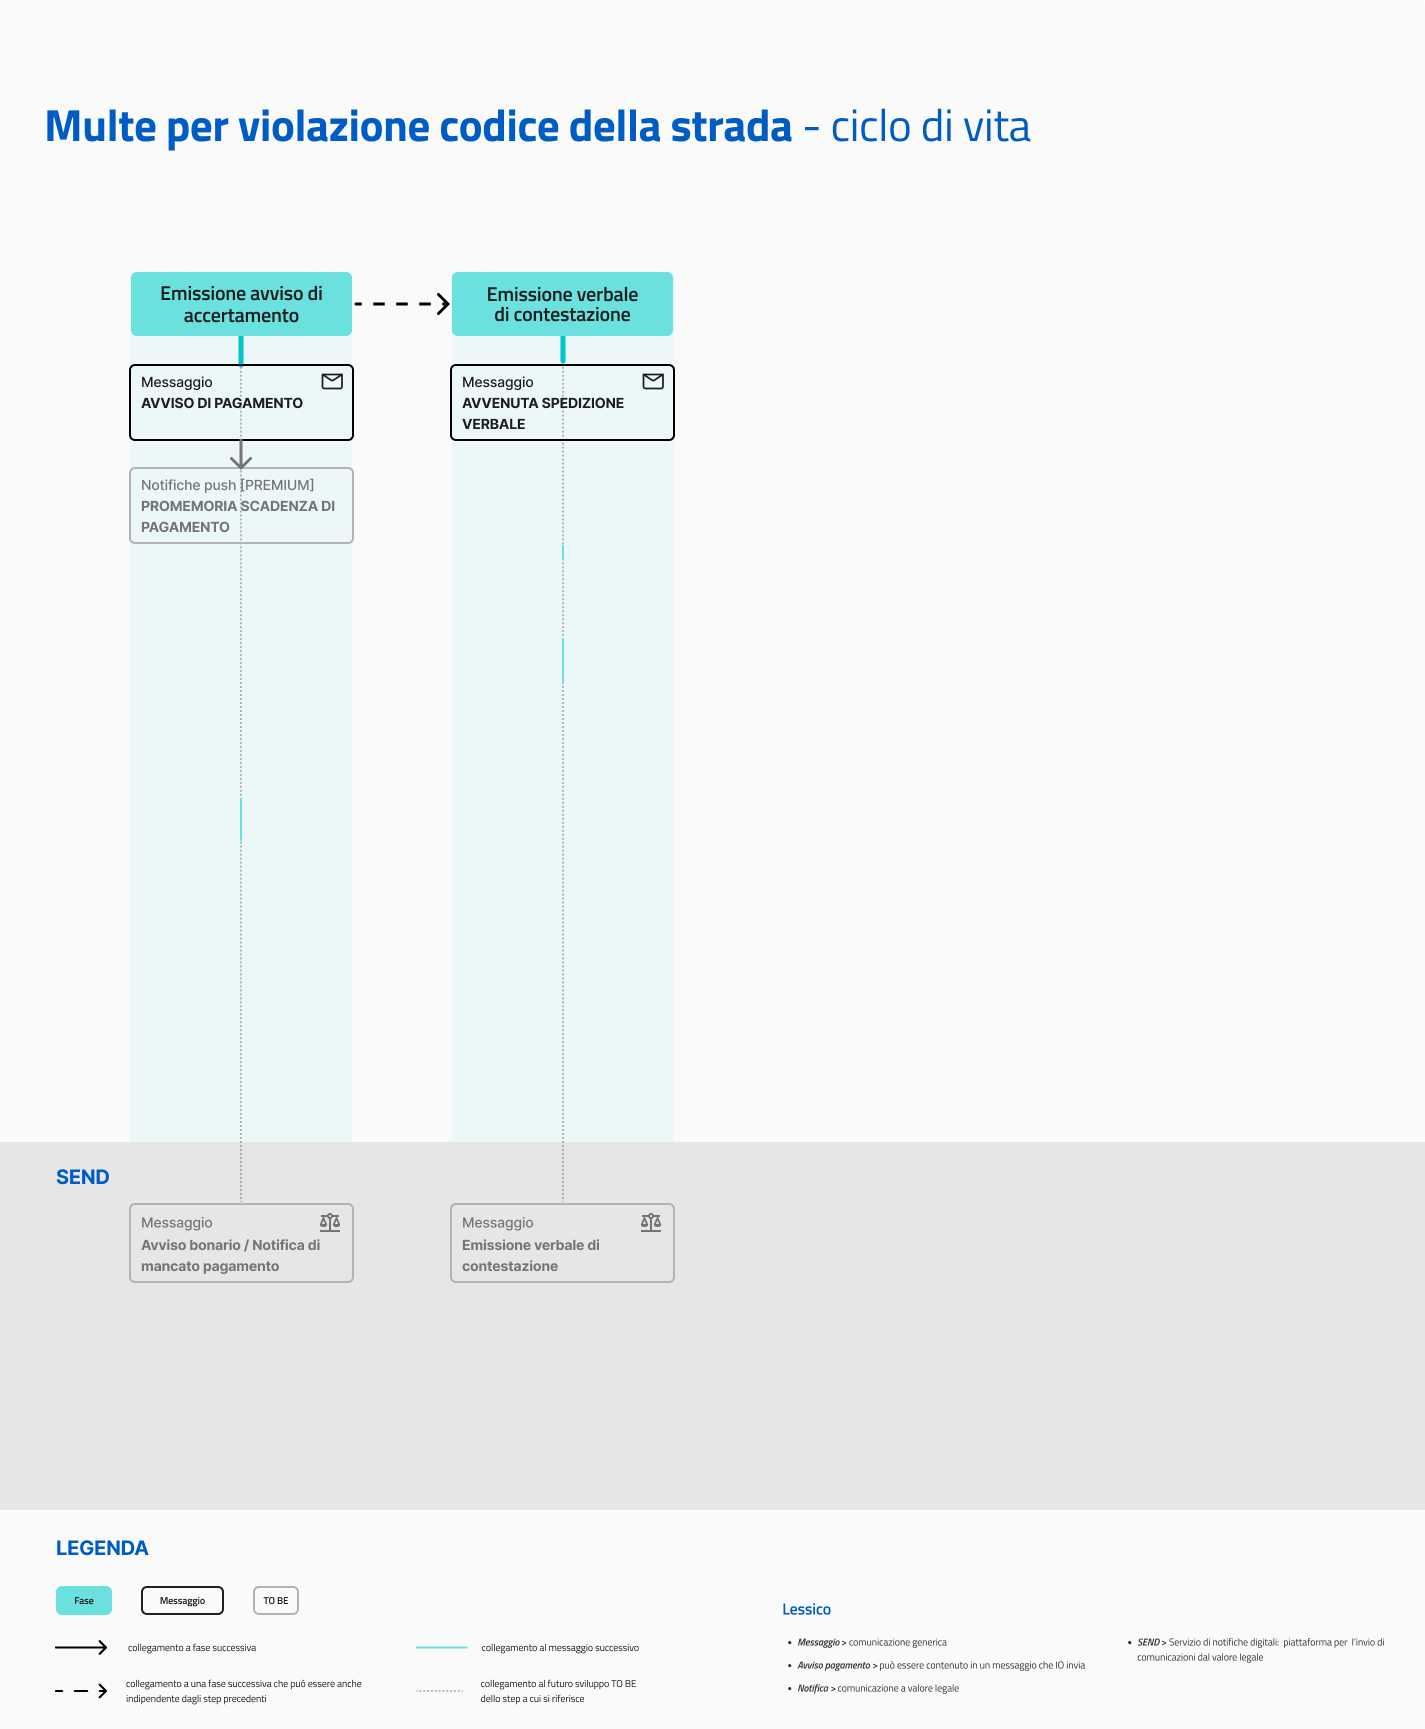 Multe per violazione codice della strada - ciclo di vita
Emissione avviso di
accertamento
Emissione verbale
di contestazione
Messaggio
AVVISO DI PAGAMENTO
Messaggio
AVVENUTA SPEDIZIONE
VERBALE
Notifiche push [PREMIUM]
PROMEMORIA SCADENZA DI
PAGAMENTO
SEND
Messaggio
Avviso bonario / Notifica di
mancato pagamento
Messaggio
Emissione verbale di
contestazione
LEGENDA
Fase
Messaggio
TO BE
collegamento a fase successiva
collegamento al messaggio successivo
collegamento a una fase successiva che può essere anche
indipendente dagli step precedenti
collegamento al futuro sviluppo TO BE
dello step a cui si riferisce
Lessico
• Messaggio > comunicazione generica
• Avviso pagamento > può essere contenuto in un messaggio che IO invia
• Notifica > comunicazione a valore legale
• SEND > Servizio di notifiche digitali: piattaforma per l'invio di
comunicazioni dal valore legale